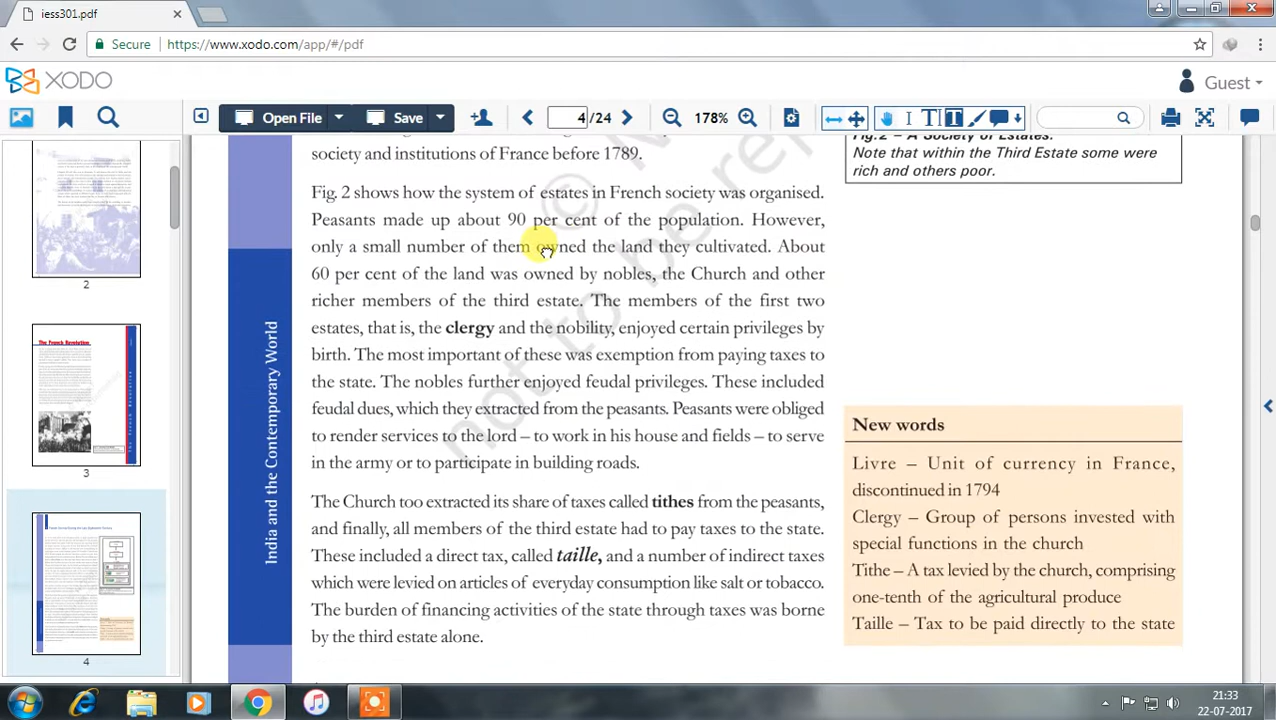 iess301.pdf
Secure
https://www.xodo.com/app/#/pdf
XODO
Guest
Open File
Save
4 /24
178%
society and institutions of France before 1789.
Fig. 2 shows how the system of estates in French society was organised.
Peasants made up about 90 per cent of the population. However,
only a small number of them owned the land they cultivated. About
60 per cent of the land was owned by nobles, the Church and other
richer members of the third estate. The members of the first two
estates, that is, the clergy and the nobility, enjoyed certain privileges by
birth. The most important of these was exemption from paying taxes to
the state. The nobles further enjoyed feudal privileges. These included
feudal dues, which they extracted from the peasants. Peasants were obliged
to render services to the lord – to work in his house and fields – to serve
in the army or to participate in building roads.
The Church too extracted its share of taxes called tithes from the peasants,
and finally, all members of the third estate had to pay taxes to the state.
These included a direct tax, called taille, and a number of indirect taxes
which were levied on articles of everyday consumption like salt or tobacco.
The burden of financing activities of the state through taxes was borne
by the third estate alone.
Fig.2 – A Society of Estates.
Note that within the Third Estate some were
rich and others poor.
New words
Livre – Unit of currency in France,
discontinued in 1794
Clergy – Group of persons invested with
special functions in the church
Tithe – A tax levied by the church, comprising
one-tenth of the agricultural produce
Taille – Tax to be paid directly to the state
India and the Contemporary World
2
The French Revolution
3
4
21:33
22-07-2017